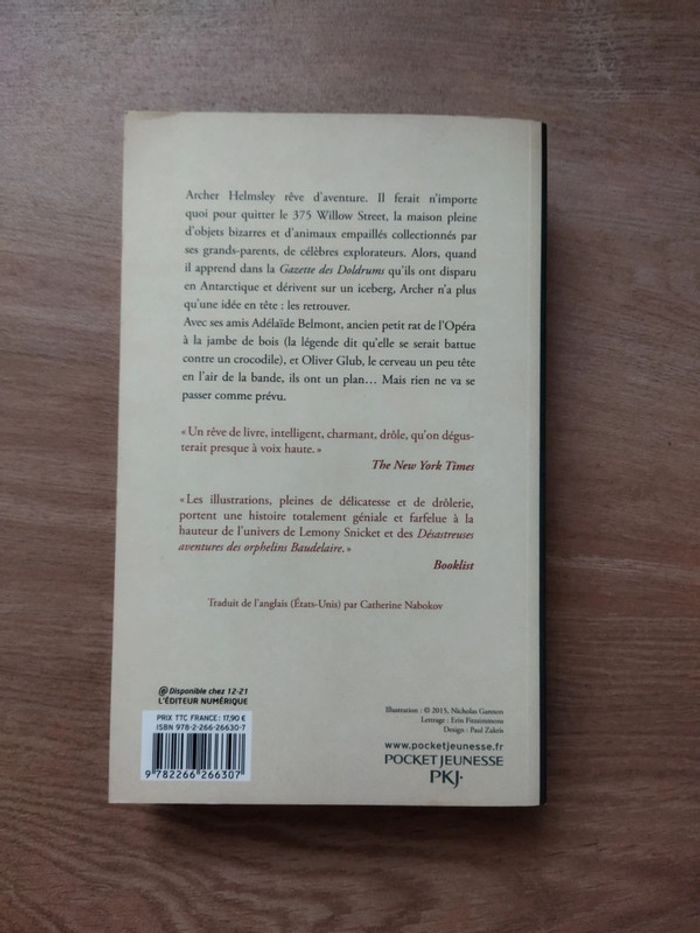 Archer Helmsley rêve d'aventure. Il ferait n'importe
quoi pour quitter le 375 Willow Street, la maison pleine
d'objets bizarres et d'animaux empaillés collectionnés par
ses grands-parents, de célèbres explorateurs. Alors, quand
il apprend dans la Gazette des Doldrums qu'ils ont disparu
en Antarctique et dérivent sur un iceberg, Archer n'a plus
qu'une idée en tête : les retrouver.
Avec ses amis Adélaïde Belmont, ancien petit rat de l'Opéra
à la jambe de bois (la légende dit qu'elle se serait battue
contre un crocodile), et Oliver Glub, le cerveau un peu tête
en l'air de la bande, ils ont un plan… Mais rien ne va se
passer comme prévu.
« Un rêve de livre, intelligent, charmant, drôle, qu'on dégus-
terait presque à voix haute. »
The New York Times
« Les illustrations, pleines de délicatesse et de drôlerie,
portent une histoire totalement géniale et farfelue à la
hauteur de l'univers de Lemony Snicket et des Désastreuses
aventures des orphelins Baudelaire. »
Booklist
Traduit de l'anglais (États-Unis) par Catherine Nabokov
@ Disponible chez 12-21
L'ÉDITEUR NUMÉRIQUE
PRIX TTC FRANCE : 17,90 €
ISBN 978-2-266-26630-7
9 782266 266307
Illustration : © 2015, Nicholas Gannon
Lettrage : Erin Fitzsimmons
Design : Paul Zakris
www.pocketjeunesse.fr
POCKET JEUNESSE
PKJ·